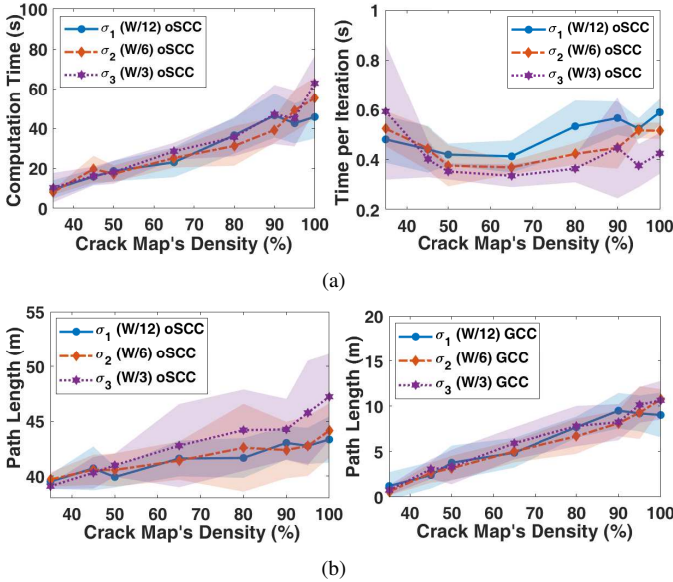 100
80
60
40
20
0
Computation Time (s)
σ1 (W/12) oSCC
σ2 (W/6) oSCC
σ3 (W/3) oSCC
40 50 60 70 80 90 100
Crack Map's Density (%)
1
0.8
0.6
0.4
0.2
Time per Iteration (s)
σ1 (W/12) oSCC
σ2 (W/6) oSCC
σ3 (W/3) oSCC
40 50 60 70 80 90 100
Crack Map's Density (%)
(a)
55
50
45
40
Path Length (m)
σ1 (W/12) oSCC
σ2 (W/6) oSCC
σ3 (W/3) oSCC
40 50 60 70 80 90 100
Crack Map's Density (%)
20
15
10
5
0
Path Length (m)
σ1 (W/12) GCC
σ2 (W/6) GCC
σ3 (W/3) GCC
40 50 60 70 80 90 100
Crack Map's Density (%)
(b)